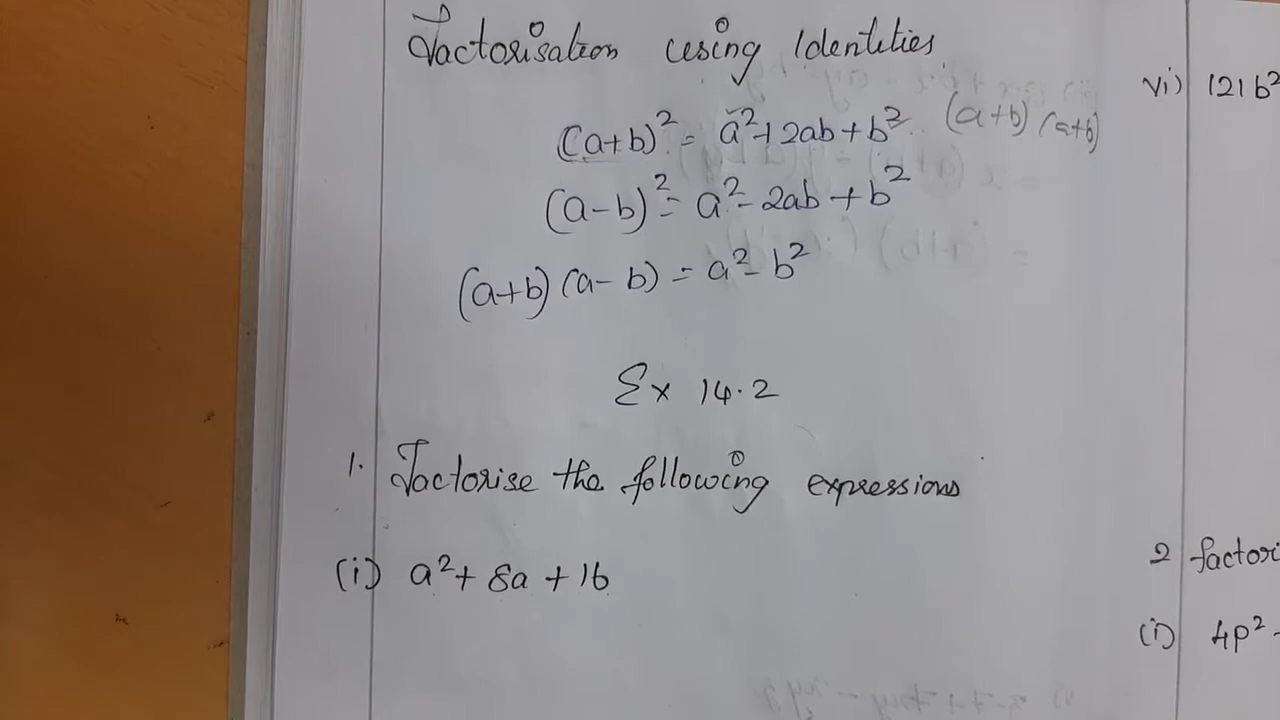 Factorisation using Identities
(a+b)² = a²+2ab+b² (a+b) (a+b)
(a-b)² = a²-2ab+b²
(a+b) (a-b) = a²-b²
Ex 14.2
1. Factorise the following expressions
(i) a²+8a+16
vi) 121b²
2 factori
(i) 4p²-